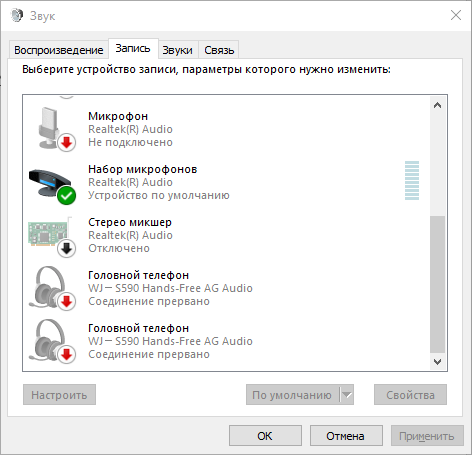 Звук
Воспроизведение Запись Звуки Связь
Выберите устройство записи, параметры которого нужно изменить:
Микрофон
Realtek(R) Audio
Не подключено
Набор микрофонов
Realtek(R) Audio
Устройство по умолчанию
Стерео микшер
Realtek(R) Audio
Отключено
Головной телефон
WJ-S590 Hands-Free AG Audio
Соединение прервано
Головной телефон
WJ-S590 Hands-Free AG Audio
Соединение прервано
Настроить По умолчанию Свойства
ОК Отмена Применить